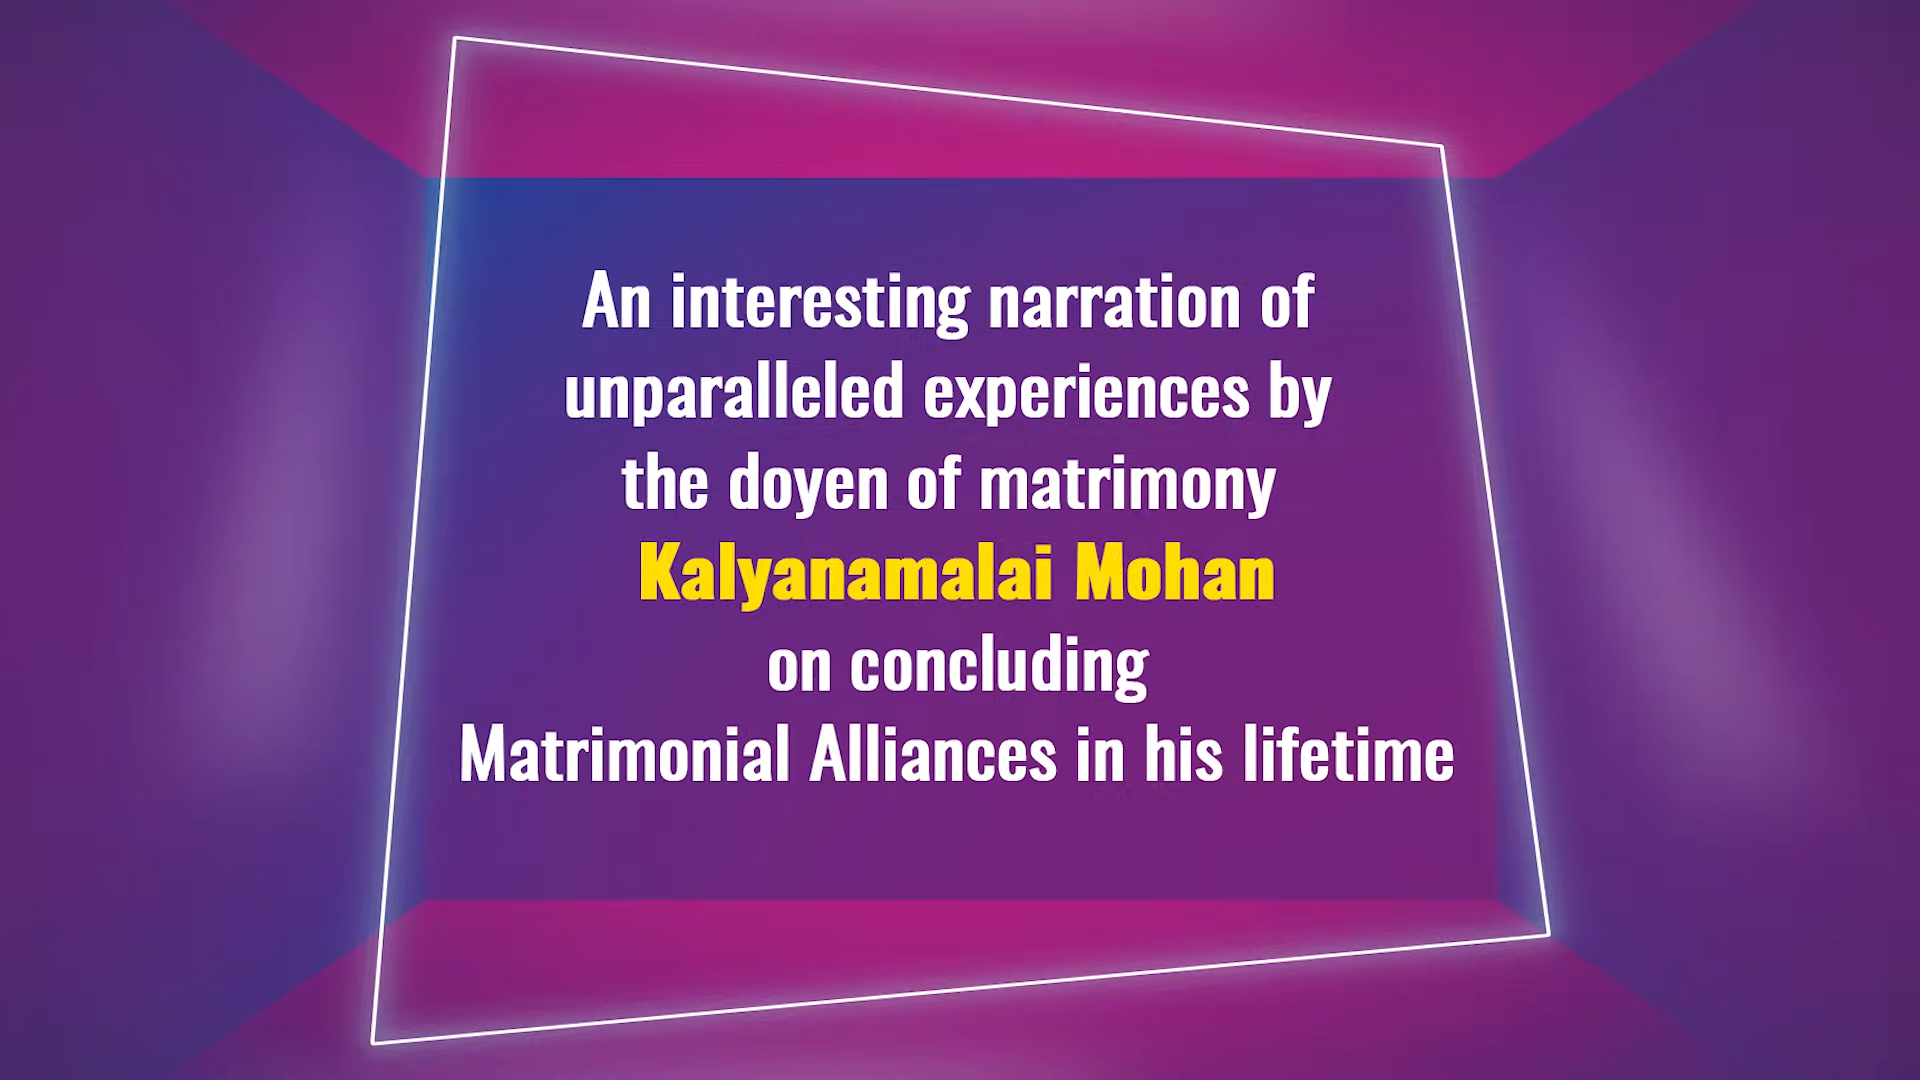 An interesting narration of
unparalleled experiences by
the doyen of matrimony
Kalyanamalai Mohan
on concluding
Matrimonial Alliances in his lifetime